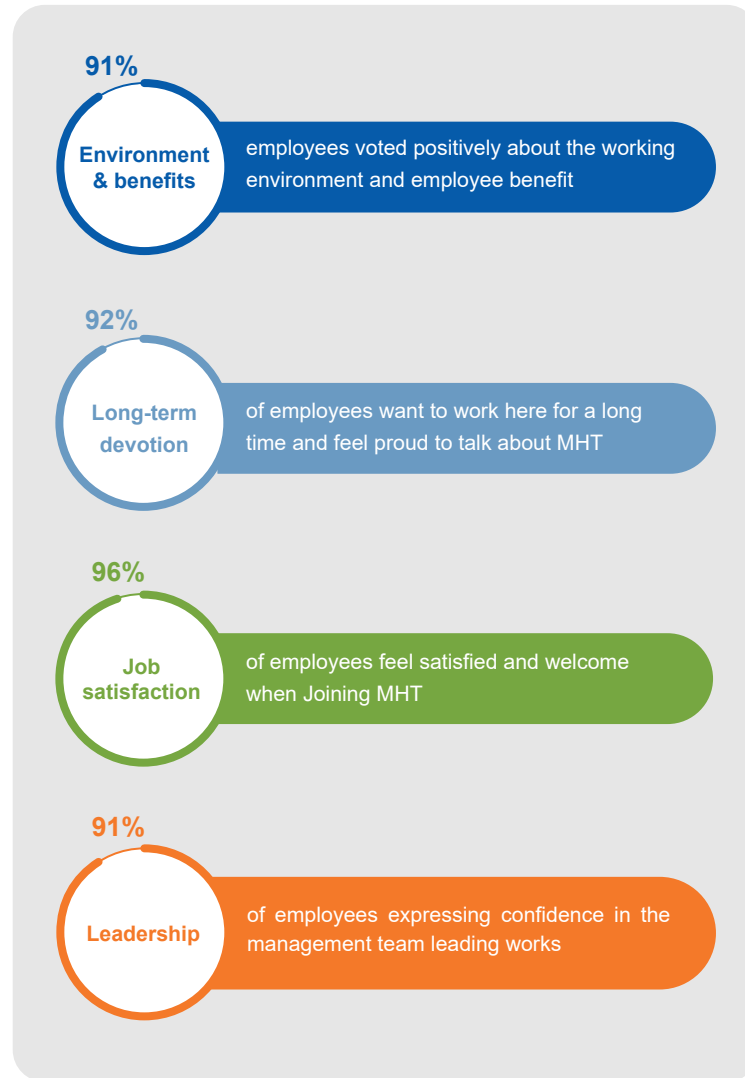 91%
Environment
& benefits
employees voted positively about the working
environment and employee benefit
92%
Long-term
devotion
of employees want to work here for a long
time and feel proud to talk about MHT
96%
Job
satisfaction
of employees feel satisfied and welcome
when Joining MHT
91%
Leadership
of employees expressing confidence in the
management team leading works